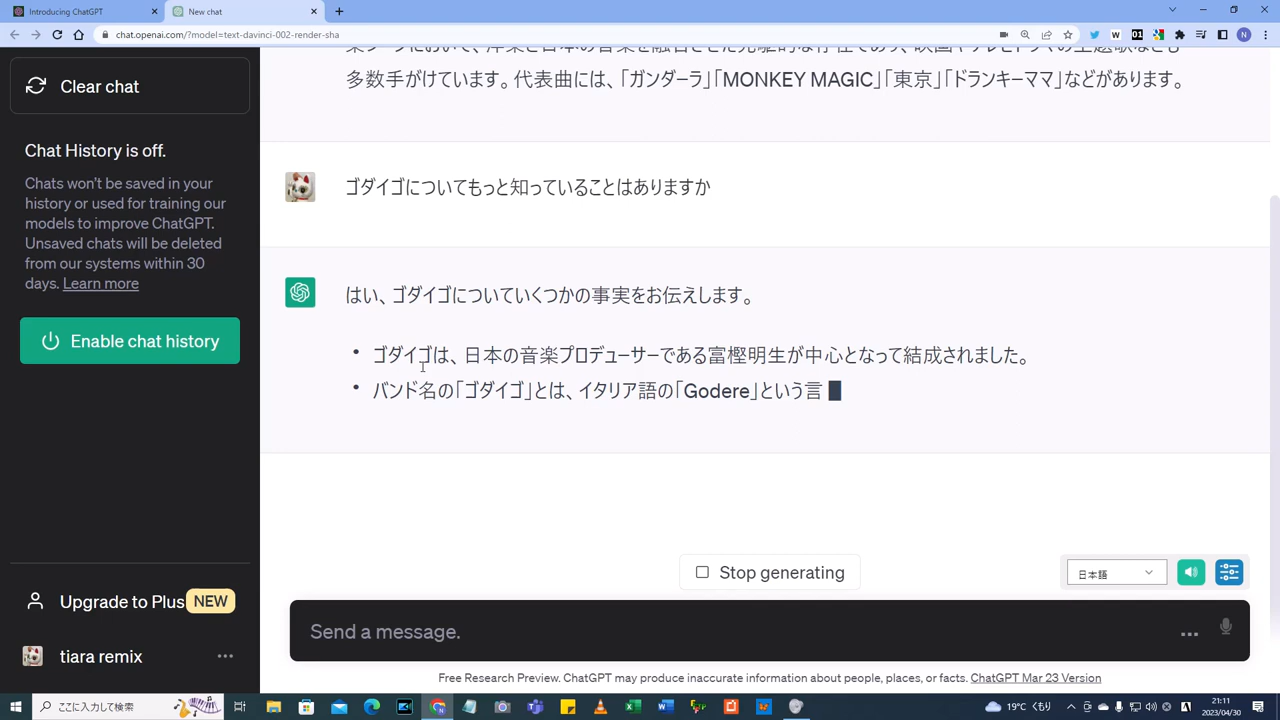 Introducing ChatGPT
New chat
chat.openai.com/?model=text-davinci-002-render-sha
Clear chat
Chat History is off.
Chats won't be saved in your
history or used for training our
models to improve ChatGPT.
Unsaved chats will be deleted
from our systems within 30
days. Learn more
Enable chat history
Upgrade to Plus NEW
tiara remix
多数手がけています。代表曲には、「ガンダーラ」「MONKEY MAGIC」「東京」「ドランキーママ」などがあります。
ゴダイゴについてもっと知っていることはありますか
はい、ゴダイゴについていくつかの事実をお伝えします。
• ゴダイゴは、日本の音楽プロデューサーである富樫明生が中心となって結成されました。
• バンド名の「ゴダイゴ」とは、イタリア語の「Godere」という言
Stop generating
日本語
Send a message.
Free Research Preview. ChatGPT may produce inaccurate information about people, places, or facts. ChatGPT Mar 23 Version
ここに入力して検索
19°C くもり
A
21:11
2023/04/30